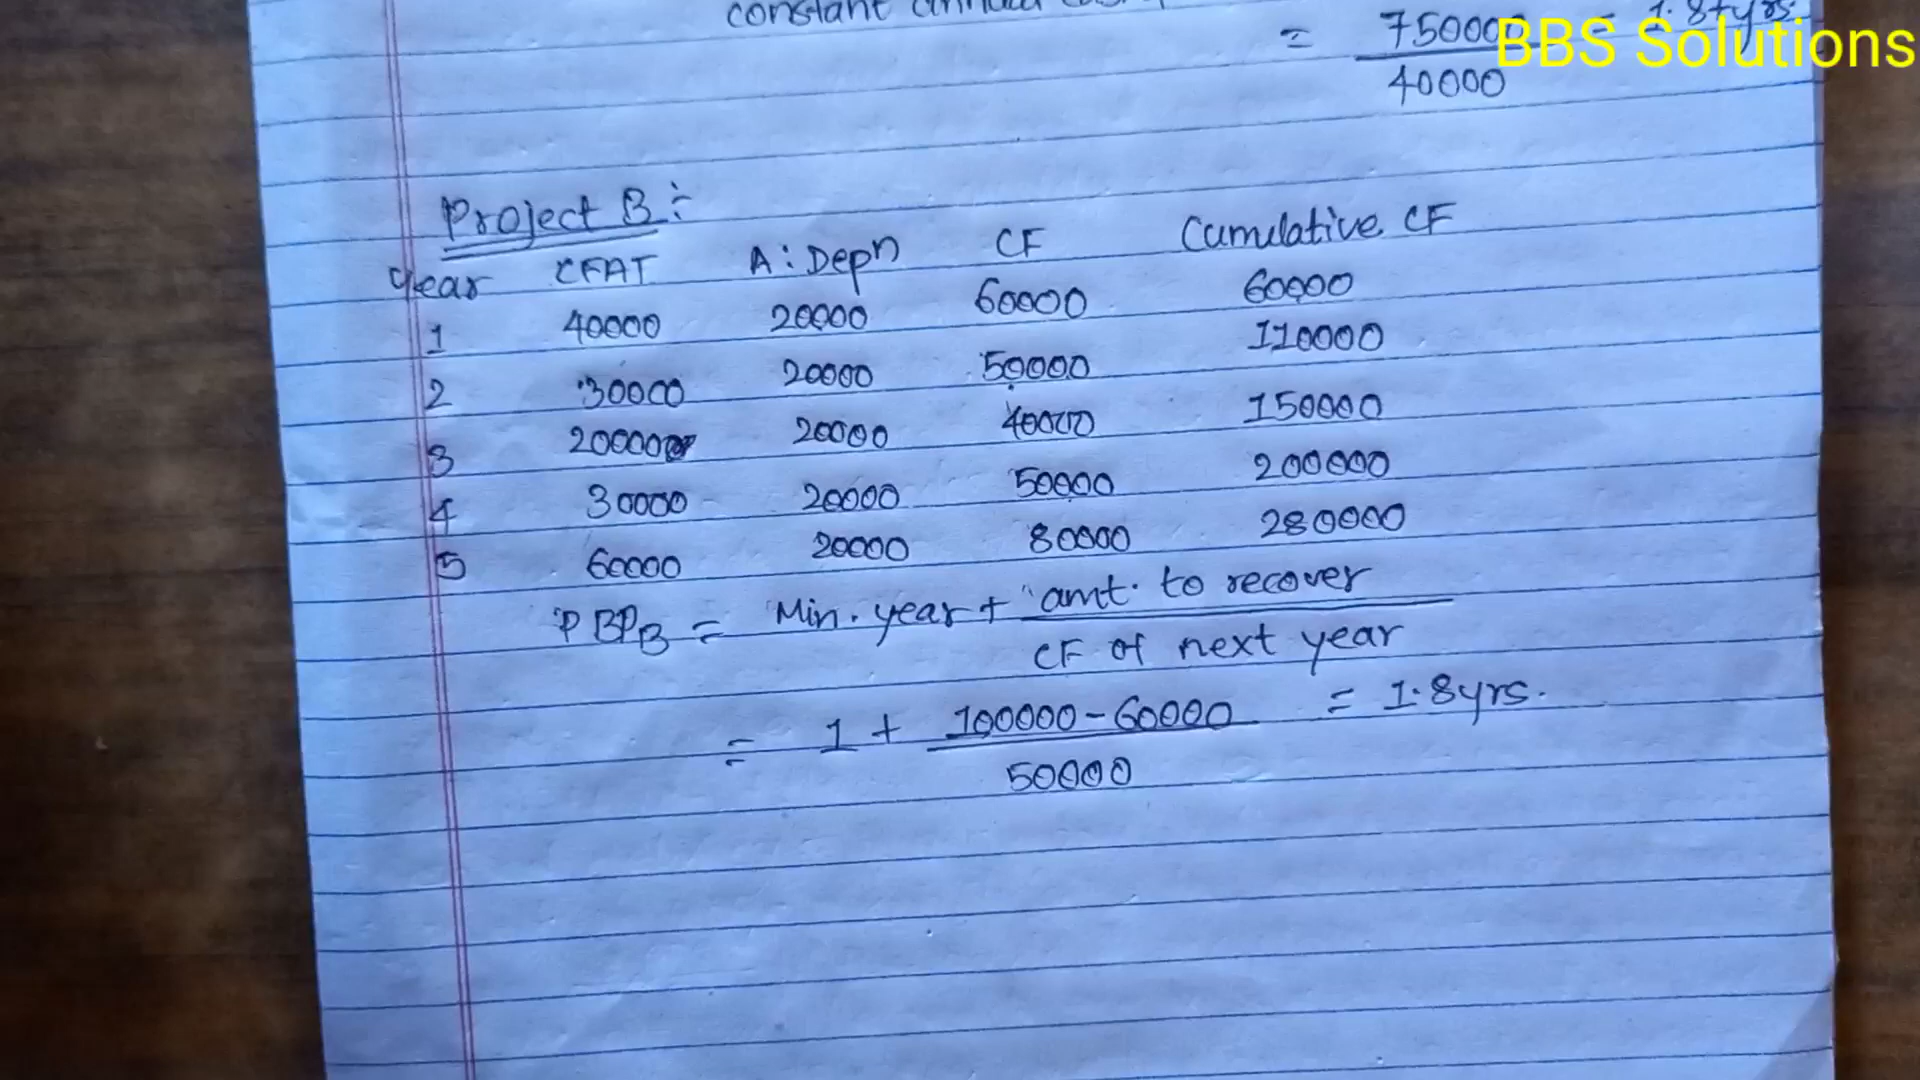 constant
= 75000
BBS Solutions
40000
Project B :-
Year CFAT A: Depn CF Cumulative CF
1 40000 20000 60000 60000
2 30000 20000 50000 110000
3 20000 20000 40000 150000
4 30000 20000 50000 200000
5 60000 20000 80000 280000
PBPB = Min. year + amt. to recover
CF of next year
= 1 + 100000-60000 = 1.8yrs.
50000